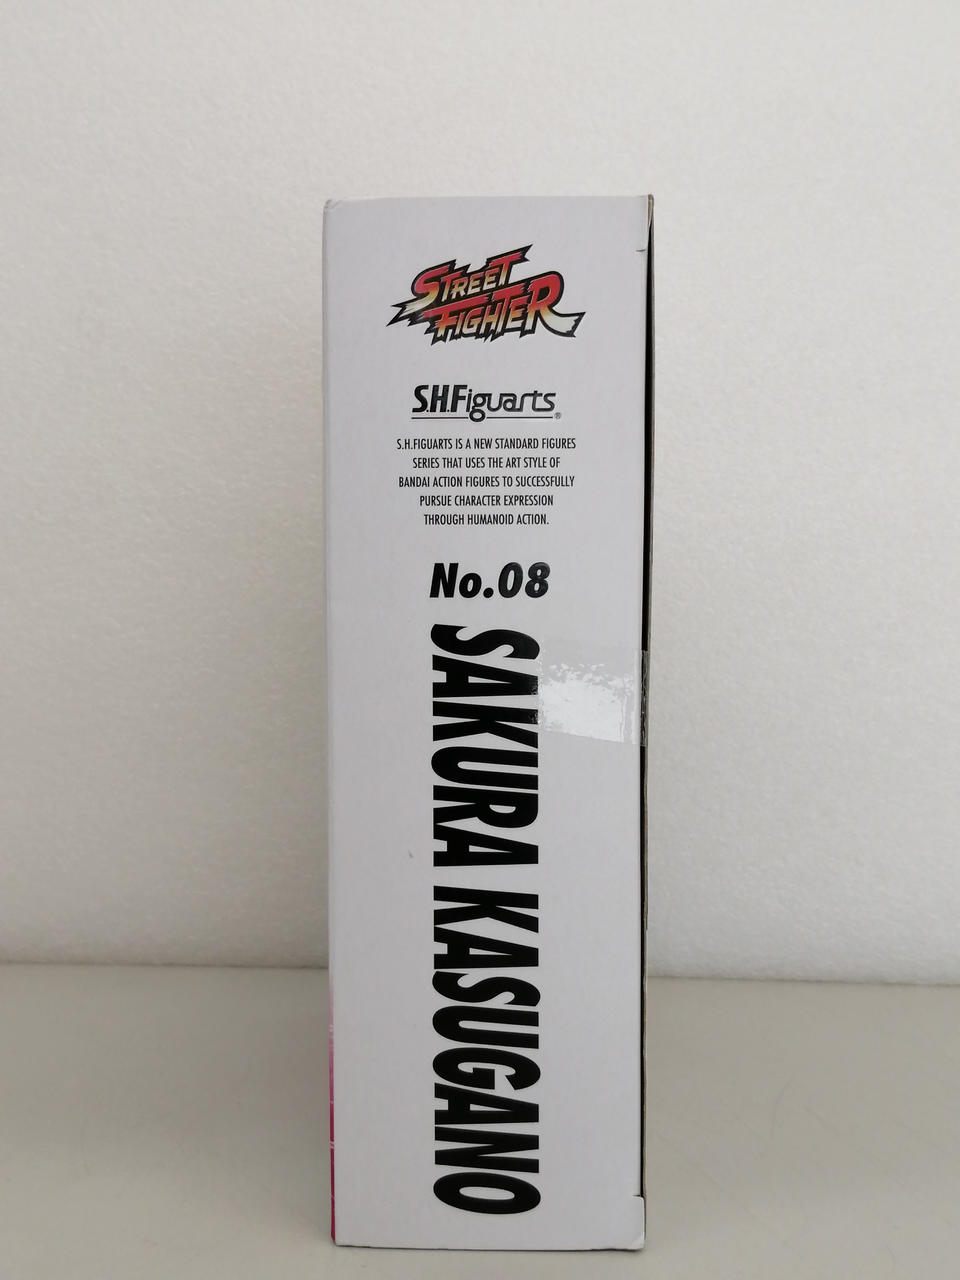 STREET
FIGHTER
S.H.Figuarts®
S.H.FIGUARTS IS A NEW STANDARD FIGURES
SERIES THAT USES THE ART STYLE OF
BANDAI ACTION FIGURES TO SUCCESSFULLY
PURSUE CHARACTER EXPRESSION
THROUGH HUMANOID ACTION.
No.08
SAKURA KASUGANO